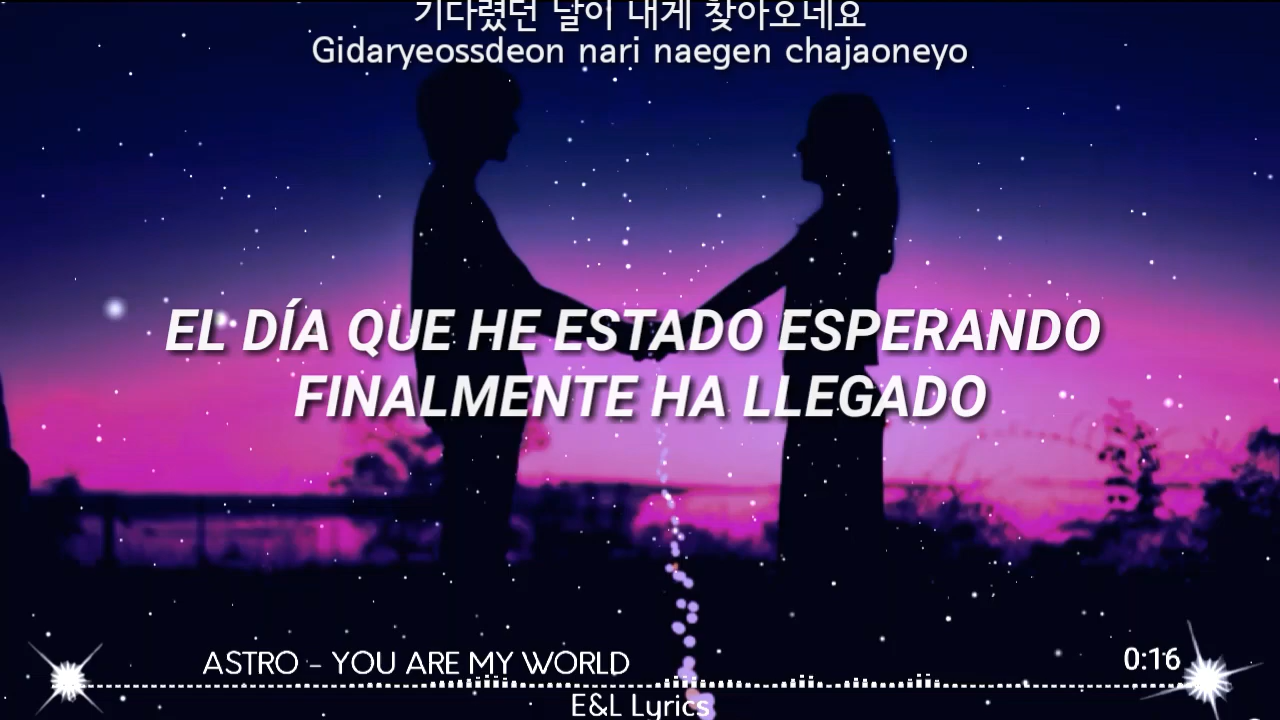 기다렸던 날이 내게 찾아오네요
Gidaryeossdeon nari naegen chajaoneyo
EL DÍA QUE HE ESTADO ESPERANDO
FINALMENTE HA LLEGADO
ASTRO - YOU ARE MY WORLD
0:16
E&L Lyrics